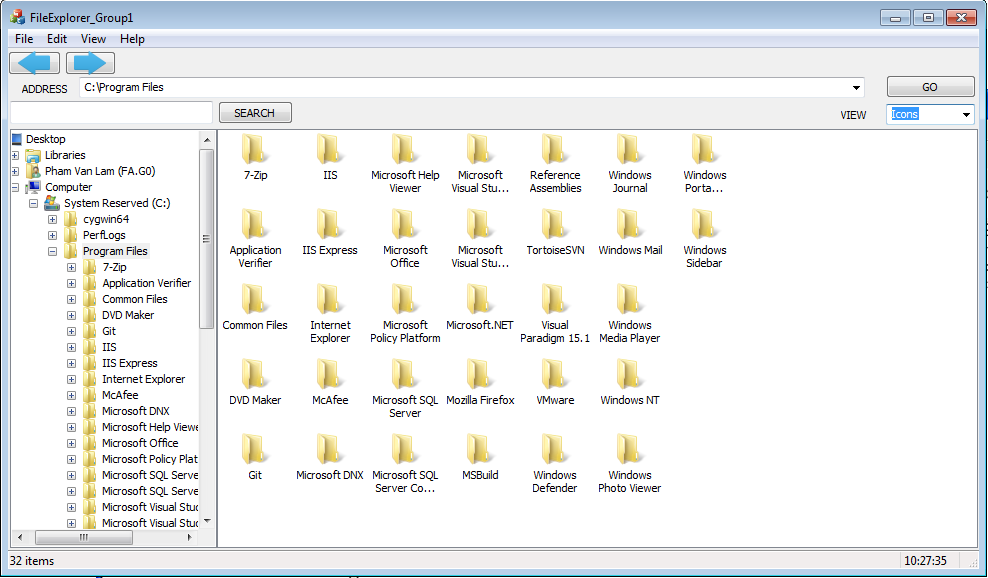 FileExplorer_Group1
File Edit View Help
ADDRESS C:\Program Files GO
SEARCH VIEW Icons
Desktop
Libraries
Pham Van Lam (FA.G0)
Computer
System Reserved (C:)
cygwin64
PerfLogs
Program Files
7-Zip
Application Verifier
Common Files
DVD Maker
Git
IIS
IIS Express
Internet Explorer
McAfee
Microsoft DNX
Microsoft Help Viewe
Microsoft Office
Microsoft Policy Plat
Microsoft SQL Serve
Microsoft SQL Serve
Microsoft Visual Stud
Microsoft Visual Stud
7-Zip
IIS
Microsoft Help
Viewer
Microsoft
Visual Stu...
Reference
Assemblies
Windows
Journal
Windows
Porta...
Application
Verifier
IIS Express
Microsoft
Office
Microsoft
Visual Stu...
TortoiseSVN
Windows Mail
Windows
Sidebar
Common Files
Internet
Explorer
Microsoft
Policy Platform
Microsoft.NET
Visual
Paradigm 15.1
Windows
Media Player
DVD Maker
McAfee
Microsoft SQL
Server
Mozilla Firefox
VMware
Windows NT
Git
Microsoft DNX
Microsoft SQL
Server Co...
MSBuild
Windows
Defender
Windows
Photo Viewer
32 items
10:27:35